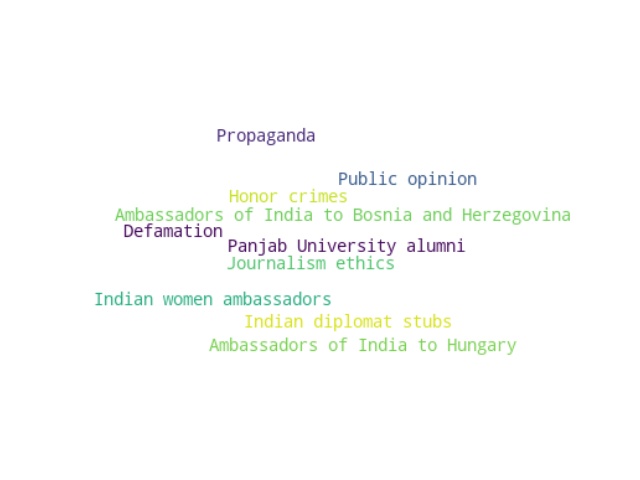 Propaganda
Public opinion
Honor crimes
Ambassadors of India to Bosnia and Herzegovina
Defamation
Panjab University alumni
Journalism ethics
Indian women ambassadors
Indian diplomat stubs
Ambassadors of India to Hungary